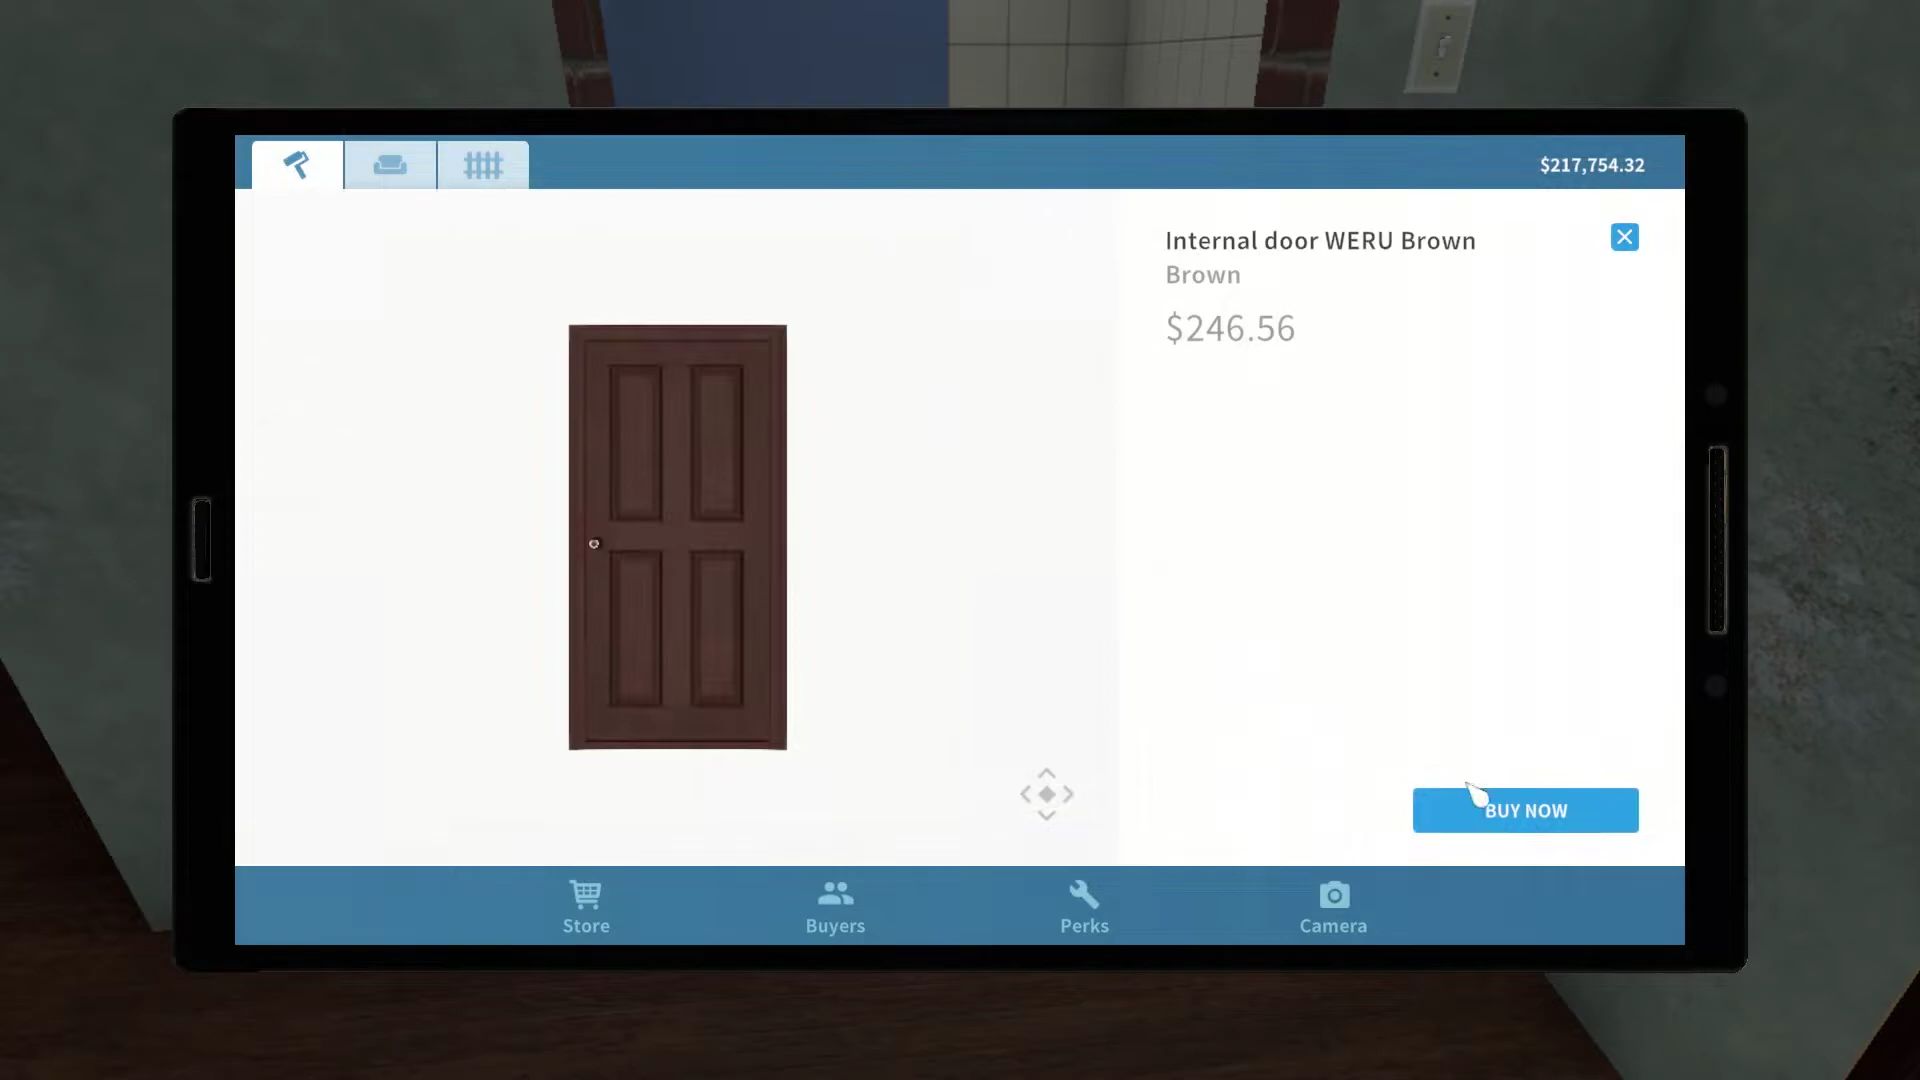 $217,754.32
Internal door WERU Brown
Brown
$246.56
BUY NOW
Store
Buyers
Perks
Camera